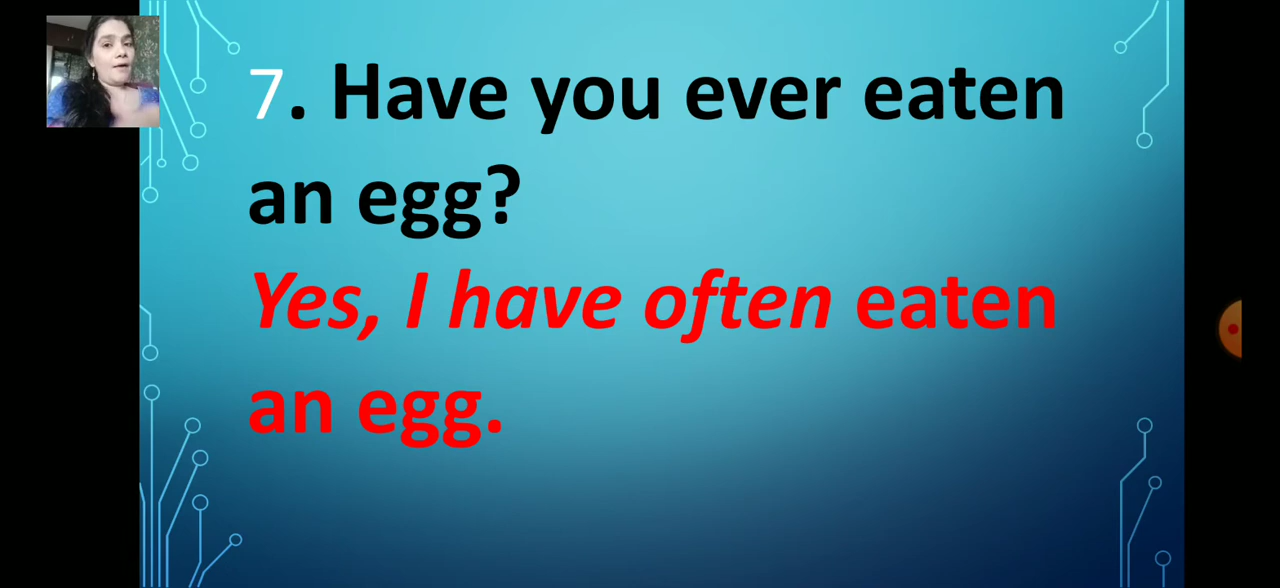 7. Have you ever eaten
an egg?
Yes, I have often eaten
an egg.